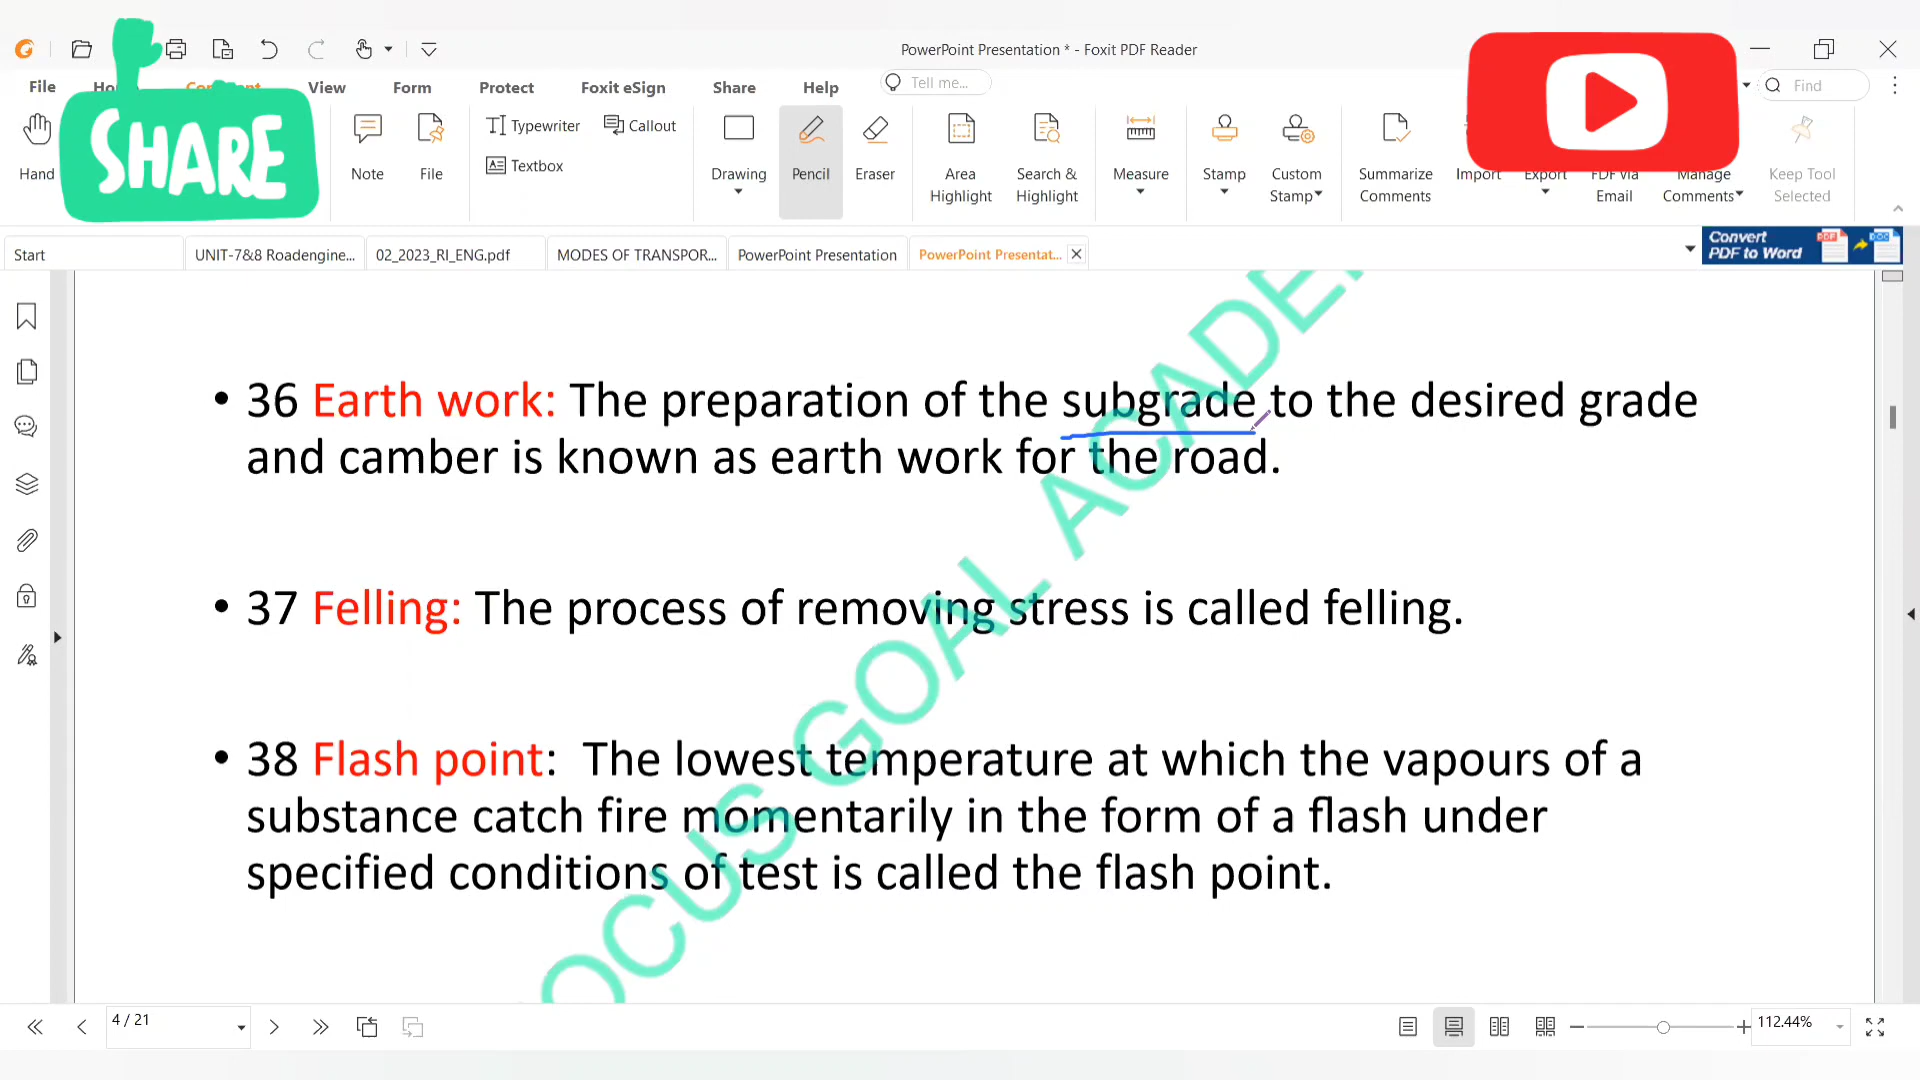 PowerPoint Presentation * - Foxit PDF Reader
File
View
Form
Protect
Foxit eSign
Share
Help
Tell me...
Find
SHARE
Hand
Note
File
Typewriter
Callout
Textbox
Drawing
Pencil
Eraser
Area Highlight
Search & Highlight
Measure
Stamp
Custom Stamp
Summarize Comments
Import
Export
PDF via Email
Manage Comments
Keep Tool Selected
Start
UNIT-7&8 Roadengine...
02_2023_RI_ENG.pdf
MODES OF TRANSPOR...
PowerPoint Presentation
PowerPoint Presentat...
Convert
PDF to Word
• 36 Earth work: The preparation of the subgrade to the desired grade
and camber is known as earth work for the road.
• 37 Felling: The process of removing stress is called felling.
• 38 Flash point:  The lowest temperature at which the vapours of a
substance catch fire momentarily in the form of a flash under
specified conditions of test is called the flash point.
OCUS GOAL ACADE
4 / 21
112.44%